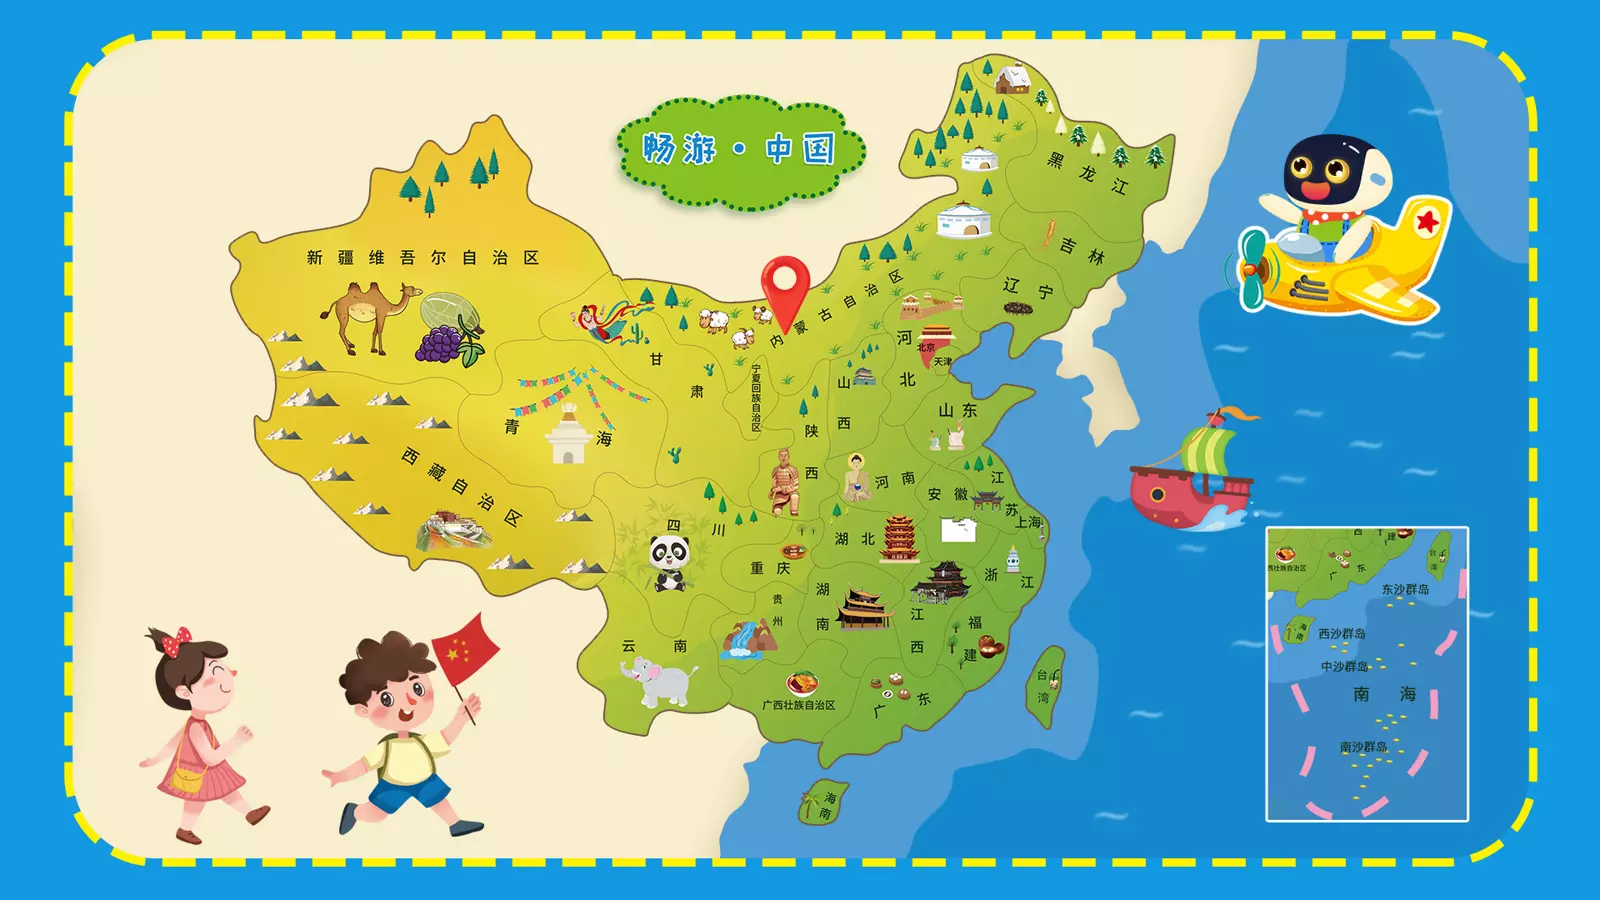 畅游·中国
黑龙江
吉林
辽宁
内蒙古自治区
新疆维吾尔自治区
甘肃
宁夏回族自治区
河北
北京
天津
山西
山东
青海
陕西
西藏自治区
河南
江苏
安徽
上海
四川
湖北
重庆
浙江
湖南
贵州
江西
福建
云南
广西壮族自治区
广东
台湾
海南
西
建
台湾
西壮族自治区
广东
东沙群岛
海南
西沙群岛
中沙群岛
南海
南沙群岛